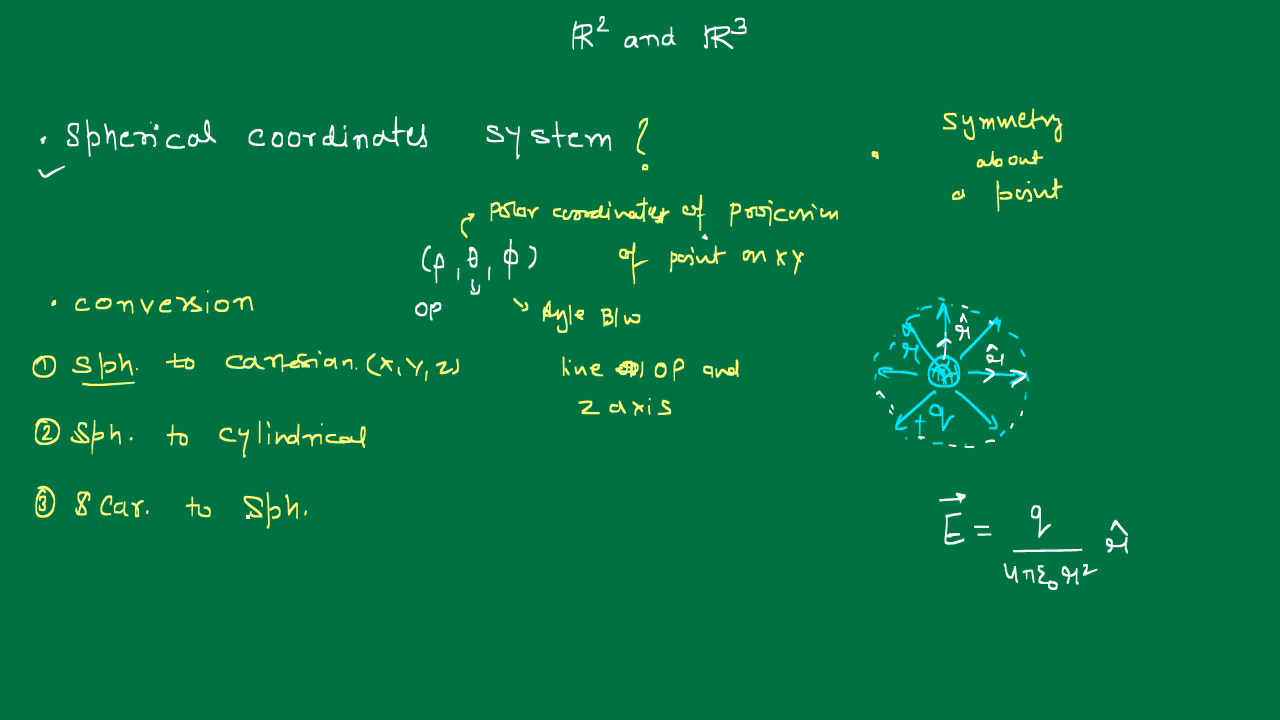 ℝ² and ℝ³
• Spherical coordinates system ?
Symmetry
about
a point
Polar coordinates of projection
of point on xy
(ρ, θ, ϕ)
OP
Angle B/w
line OP and
z axis
• conversion
① Sph. to cartesian. (x, y, z)
② Sph. to cylindrical
③ Car. to Sph.
r̂
r̂
r̂
+q
E⃗ = q / 4πε₀r² r̂